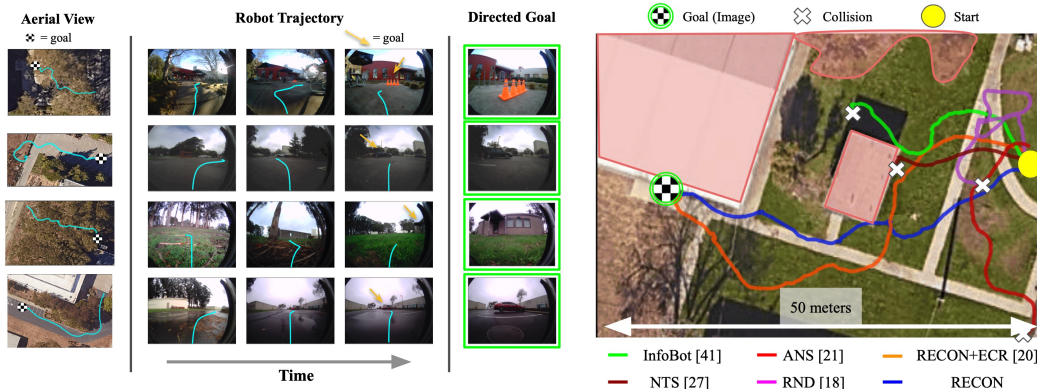 Aerial View
= goal
Robot Trajectory
= goal
Directed Goal
Time
Goal (Image)
Collision
Start
50 meters
InfoBot [41]
ANS [21]
RECON+ECR [20]
NTS [27]
RND [18]
RECON